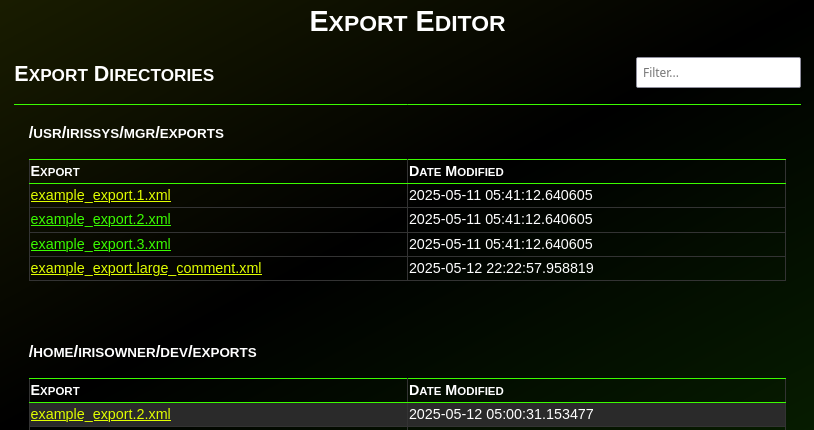 Export Editor
Export Directories
Filter...
/usr/irissys/mgr/exports
Export Date Modified
example_export.1.xml 2025-05-11 05:41:12.640605
example_export.2.xml 2025-05-11 05:41:12.640605
example_export.3.xml 2025-05-11 05:41:12.640605
example_export.large_comment.xml 2025-05-12 22:22:57.958819
/home/irisowner/dev/exports
Export Date Modified
example_export.2.xml 2025-05-12 05:00:31.153477